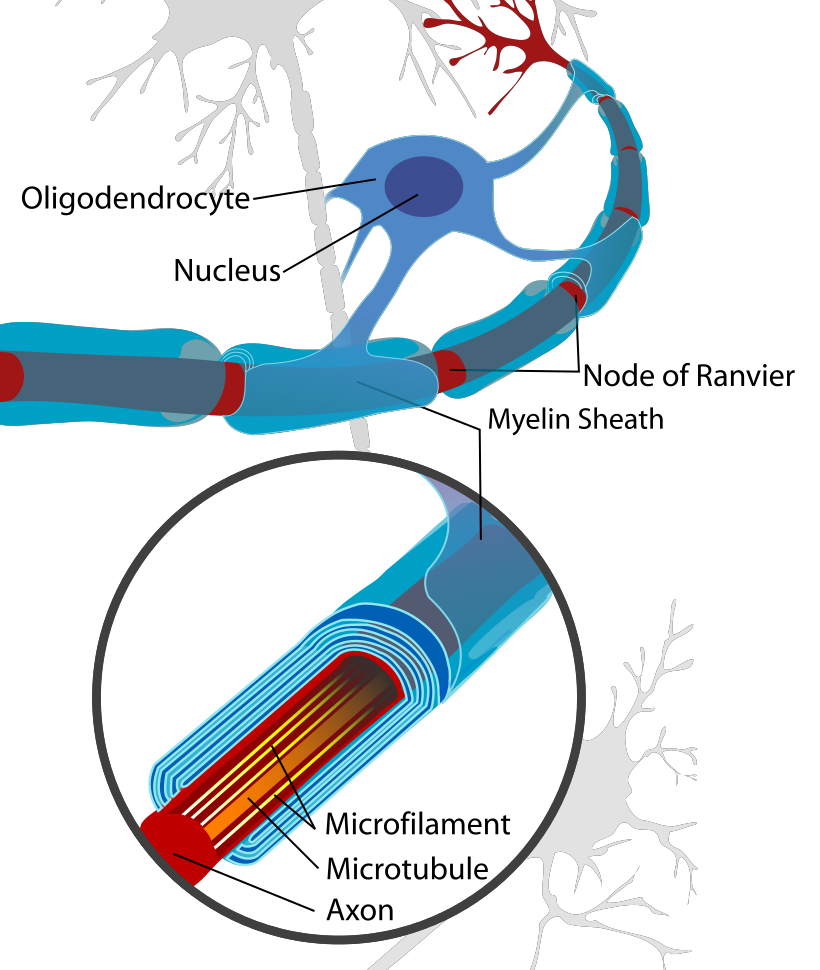 Oligodendrocyte
Nucleus
Node of Ranvier
Myelin Sheath
Microfilament
Microtubule
Axon